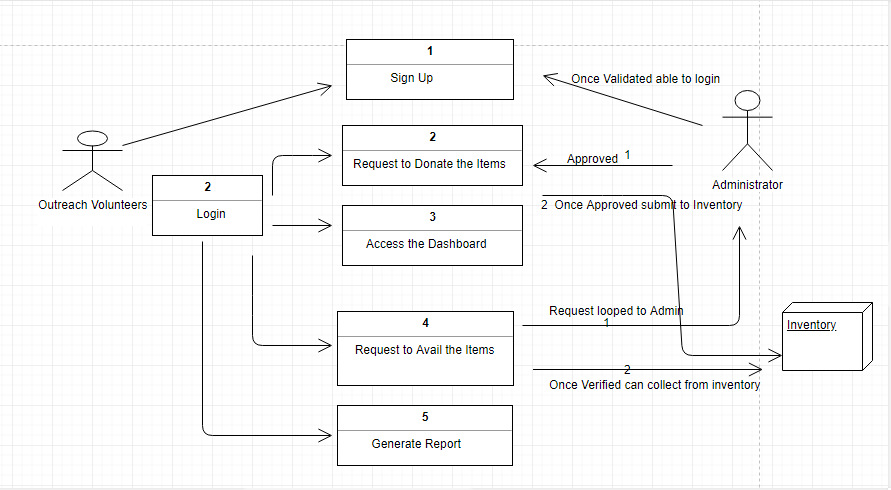 1
Sign Up
Once Validated able to login
2
Request to Donate the Items
Approved 1
Administrator
2
Login
Outreach Volunteers
2 Once Approved submit to Inventory
3
Access the Dashboard
4
Request to Avail the Items
Request looped to Admin
1
Inventory
2
Once Verified can collect from inventory
5
Generate Report